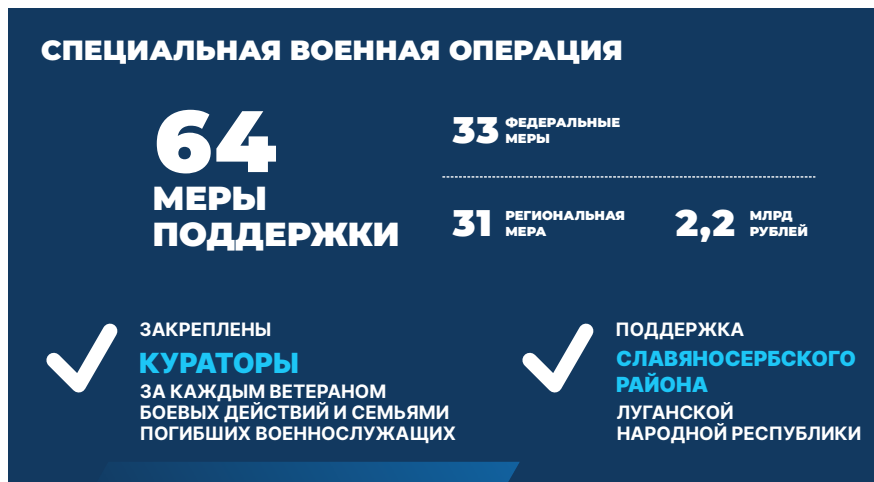 СПЕЦИАЛЬНАЯ ВОЕННАЯ ОПЕРАЦИЯ
64
МЕРЫ
ПОДДЕРЖКИ
33 ФЕДЕРАЛЬНЫЕ
МЕРЫ
31 РЕГИОНАЛЬНАЯ
МЕРА
2,2 МЛРД
РУБЛЕЙ
ЗАКРЕПЛЕНЫ
КУРАТОРЫ
ЗА КАЖДЫМ ВЕТЕРАНОМ
БОЕВЫХ ДЕЙСТВИЙ И СЕМЬЯМИ
ПОГИБШИХ ВОЕННОСЛУЖАЩИХ
ПОДДЕРЖКА
СЛАВЯНОСЕРБСКОГО
РАЙОНА
ЛУГАНСКОЙ
НАРОДНОЙ РЕСПУБЛИКИ